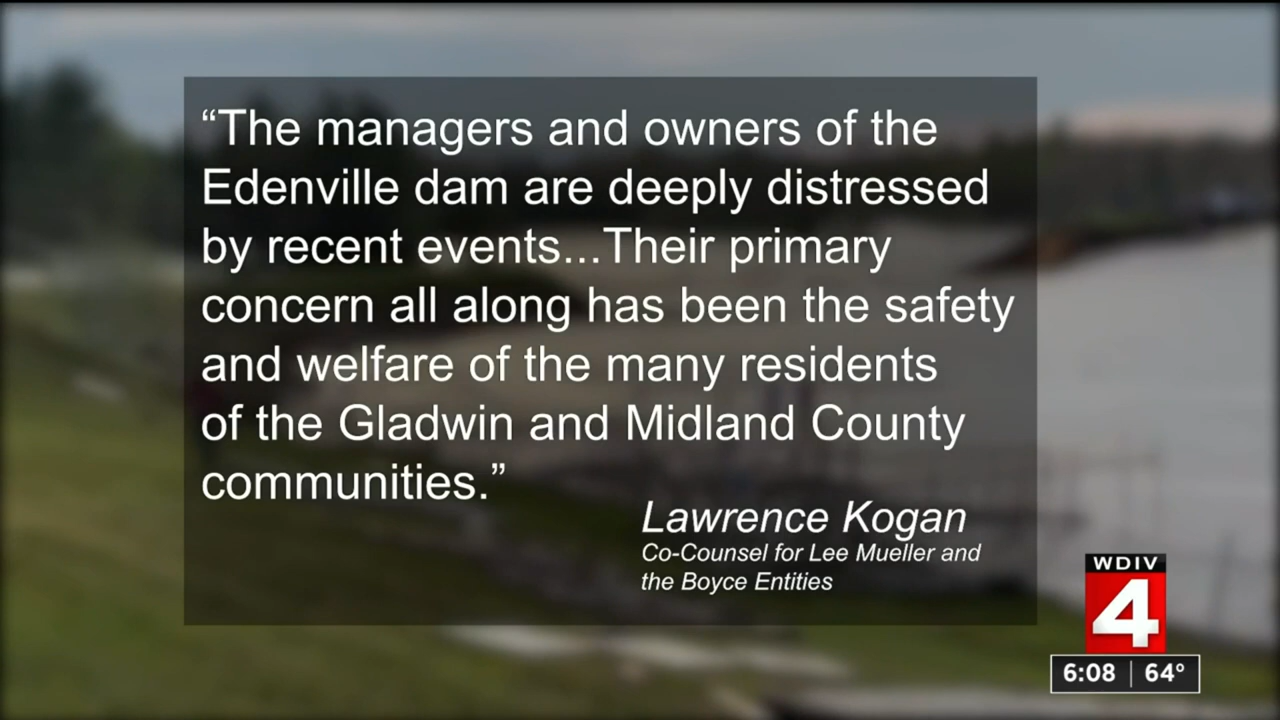 “The managers and owners of the
Edenville dam are deeply distressed
by recent events...Their primary
concern all along has been the safety
and welfare of the many residents
of the Gladwin and Midland County
communities.”
Lawrence Kogan
Co-Counsel for Lee Mueller and
the Boyce Entities
WDIV
4
6:08 | 64°